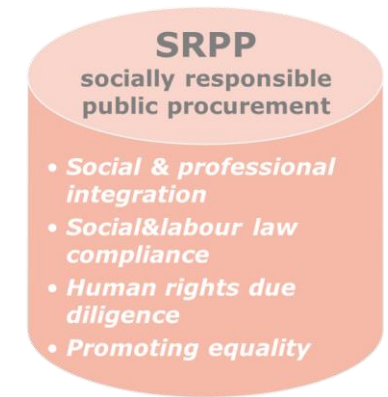 SRPP
socially responsible
public procurement
• Social & professional
integration
• Social&labour law
compliance
• Human rights due
diligence
• Promoting equality